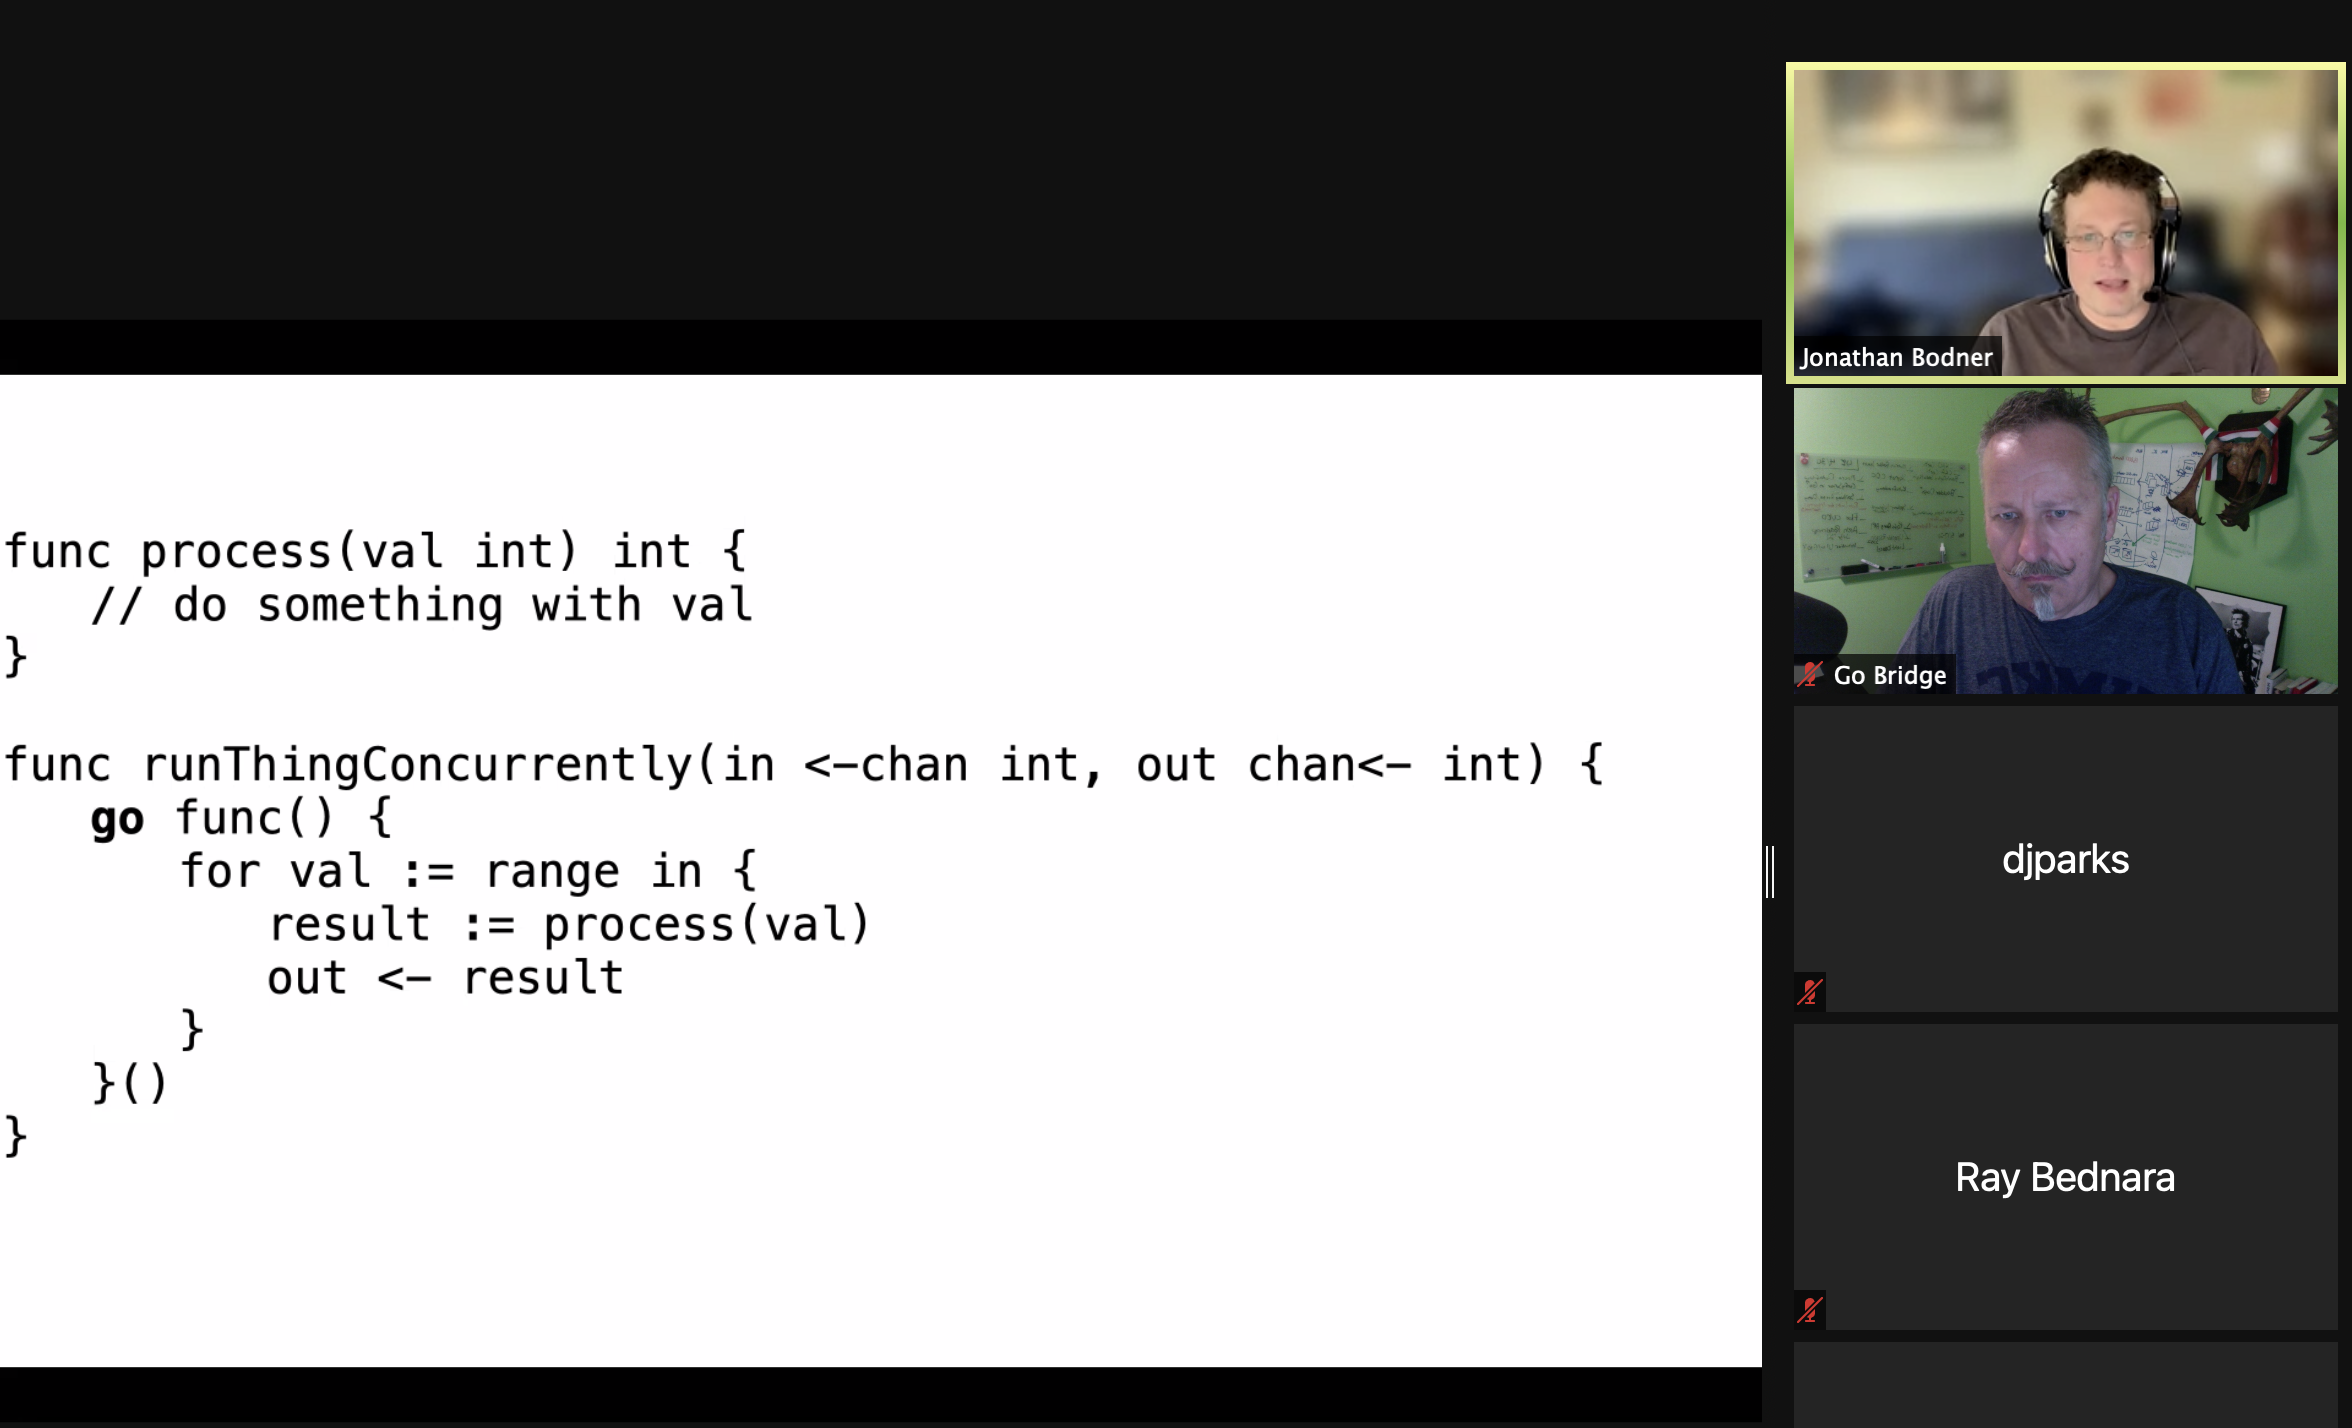 func process(val int) int {
    // do something with val
}
func runThingConcurrently(in <-chan int, out chan<- int) {
    go func() {
        for val := range in {
            result := process(val)
            out <- result
        }
    }()
}
Jonathan Bodner
Go Bridge
djparks
Ray Bednara